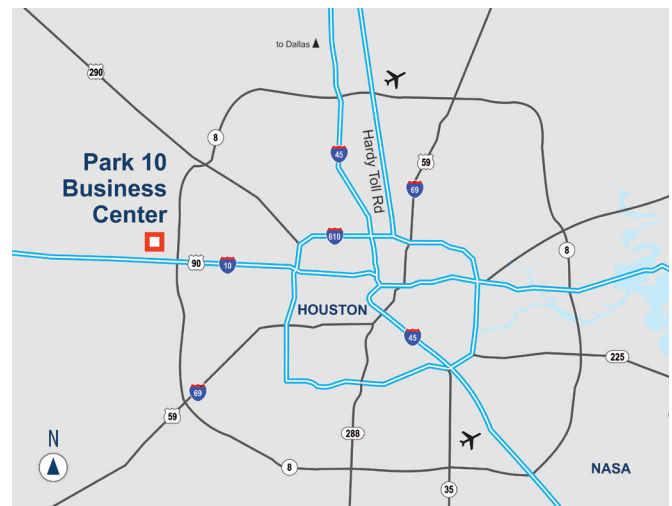 to Dallas
290
8
45
Hardy Toll Rd
59
69
Park 10
Business
Center
610
8
90
10
HOUSTON
45
225
69
59
N
288
8
35
NASA